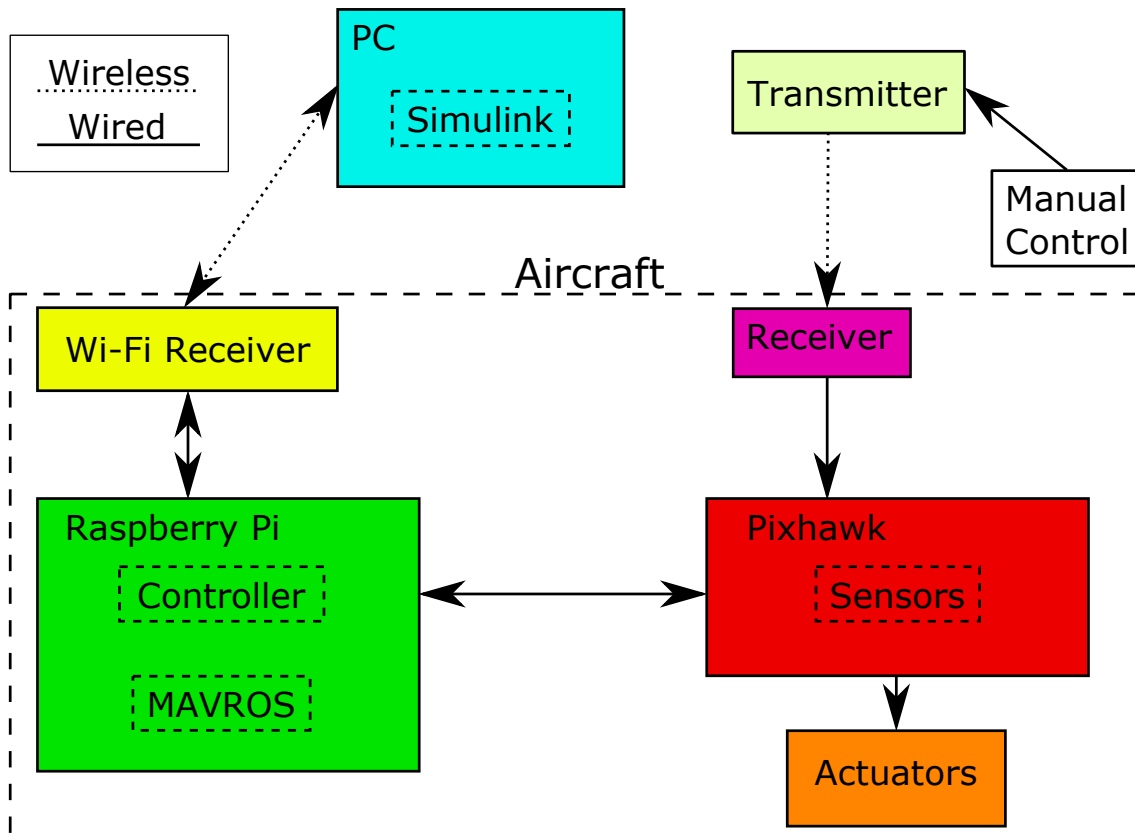 PC
Wireless
Wired
Simulink
Transmitter
Manual
Control
Aircraft
Wi-Fi Receiver
Receiver
Raspberry Pi
Controller
MAVROS
Pixhawk
Sensors
Actuators